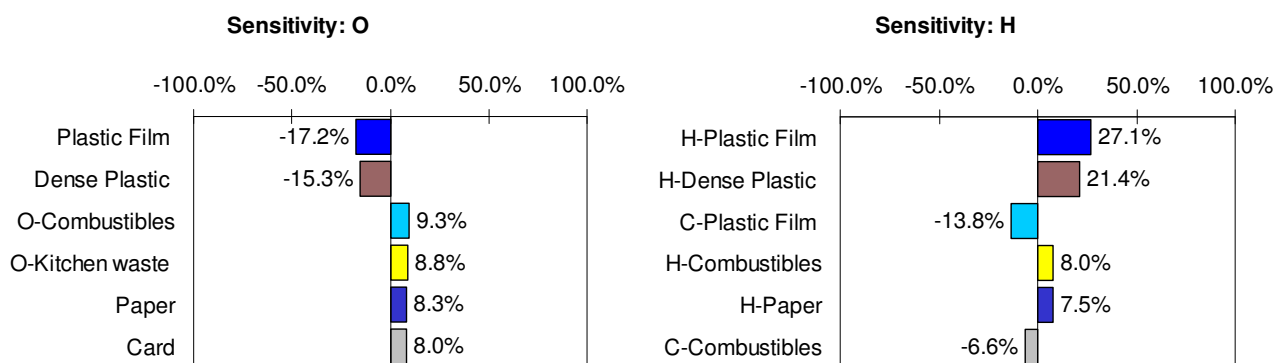 Sensitivity: O
-100.0% -50.0% 0.0% 50.0% 100.0%
Plastic Film -17.2%
Dense Plastic -15.3%
O-Combustibles 9.3%
O-Kitchen waste 8.8%
Paper 8.3%
Card 8.0%
Sensitivity: H
-100.0% -50.0% 0.0% 50.0% 100.0%
H-Plastic Film 27.1%
H-Dense Plastic 21.4%
C-Plastic Film -13.8%
H-Combustibles 8.0%
H-Paper 7.5%
C-Combustibles -6.6%